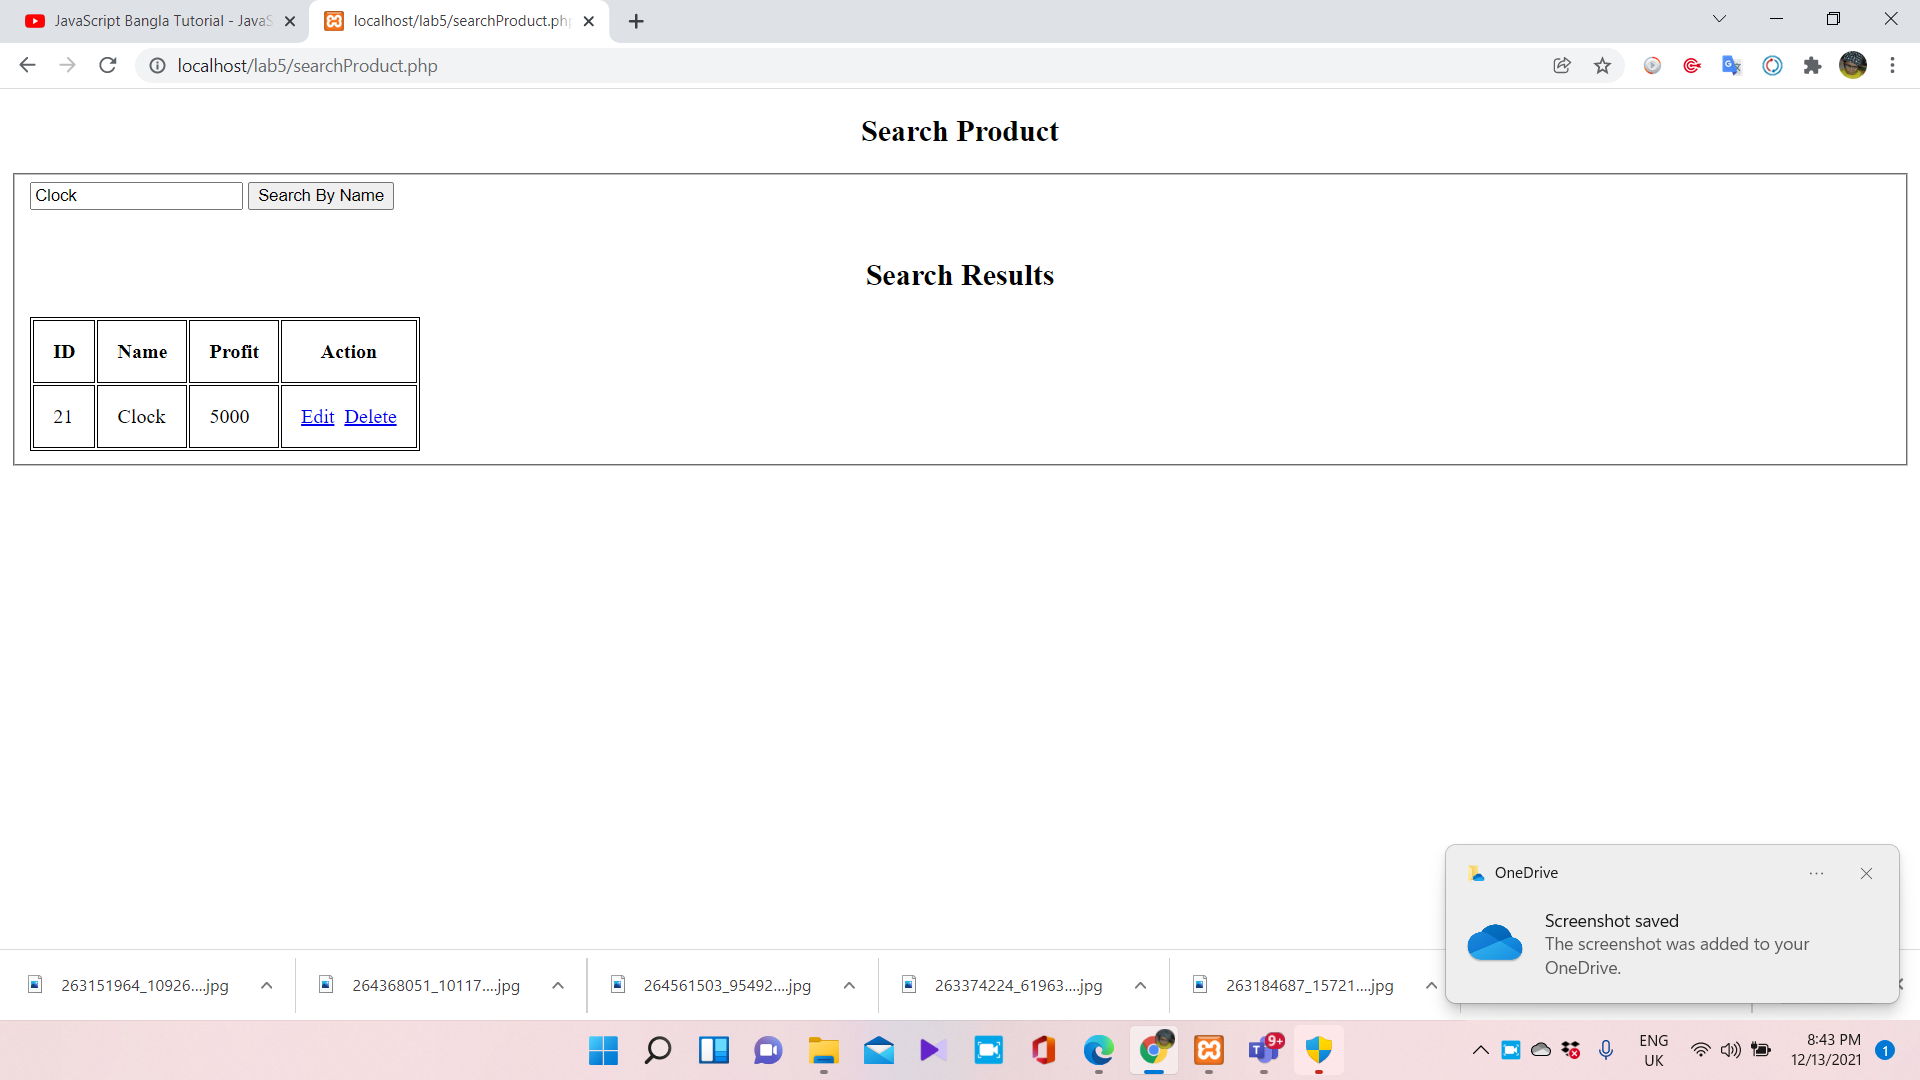 JavaScript Bangla Tutorial - JavaS
localhost/lab5/searchProduct.ph
localhost/lab5/searchProduct.php
Search Product
Clock Search By Name
Search Results
ID Name Profit Action
21 Clock 5000 Edit Delete
OneDrive
Screenshot saved
The screenshot was added to your
OneDrive.
263151964_10926....jpg 264368051_10117....jpg 264561503_95492....jpg 263374224_61963....jpg 263184687_15721....jpg
9+
ENG
UK
8:43 PM
12/13/2021
1